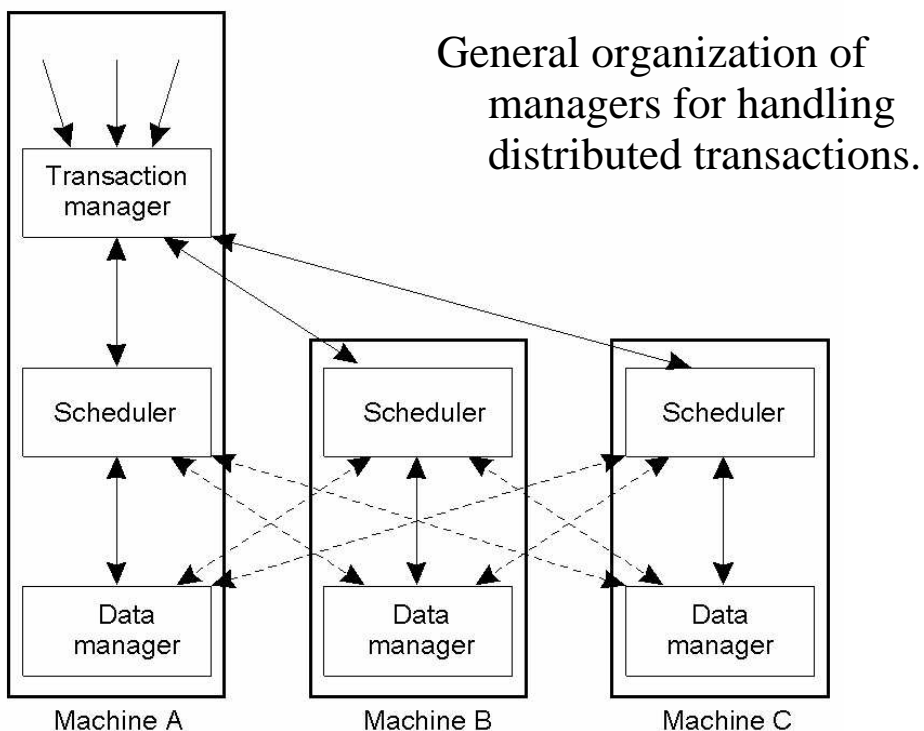 General organization of
managers for handling
distributed transactions.
Transaction
manager
Scheduler
Scheduler
Scheduler
Data
manager
Data
manager
Data
manager
Machine A
Machine B
Machine C